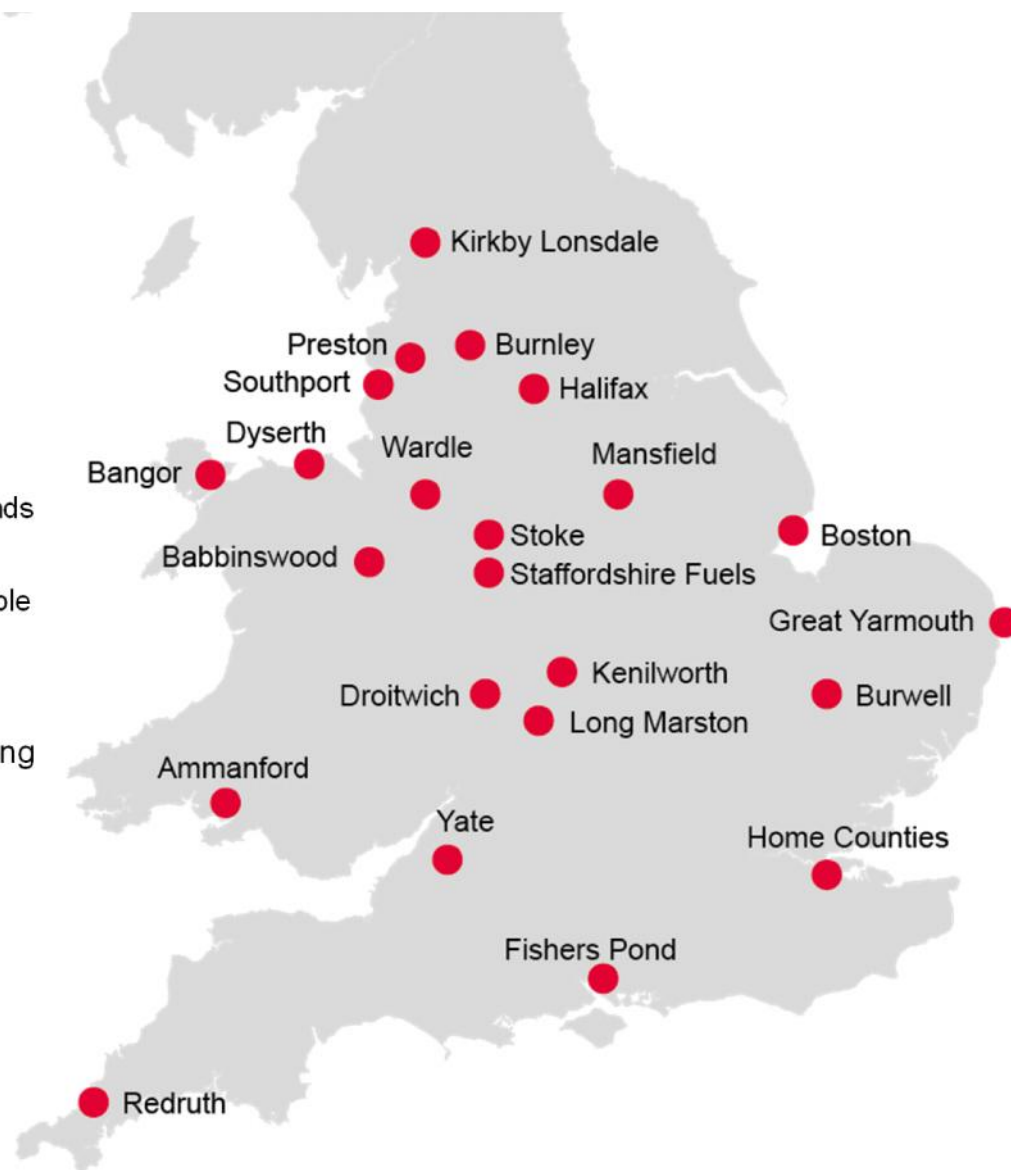 Kirkby Lonsdale
Preston
Burnley
Southport
Halifax
Dyserth
Wardle
Mansfield
Bangor
Stoke
Boston
Babbinswood
Staffordshire Fuels
Great Yarmouth
Kenilworth
Droitwich
Burwell
Long Marston
Ammanford
Yate
Home Counties
Fishers Pond
Redruth